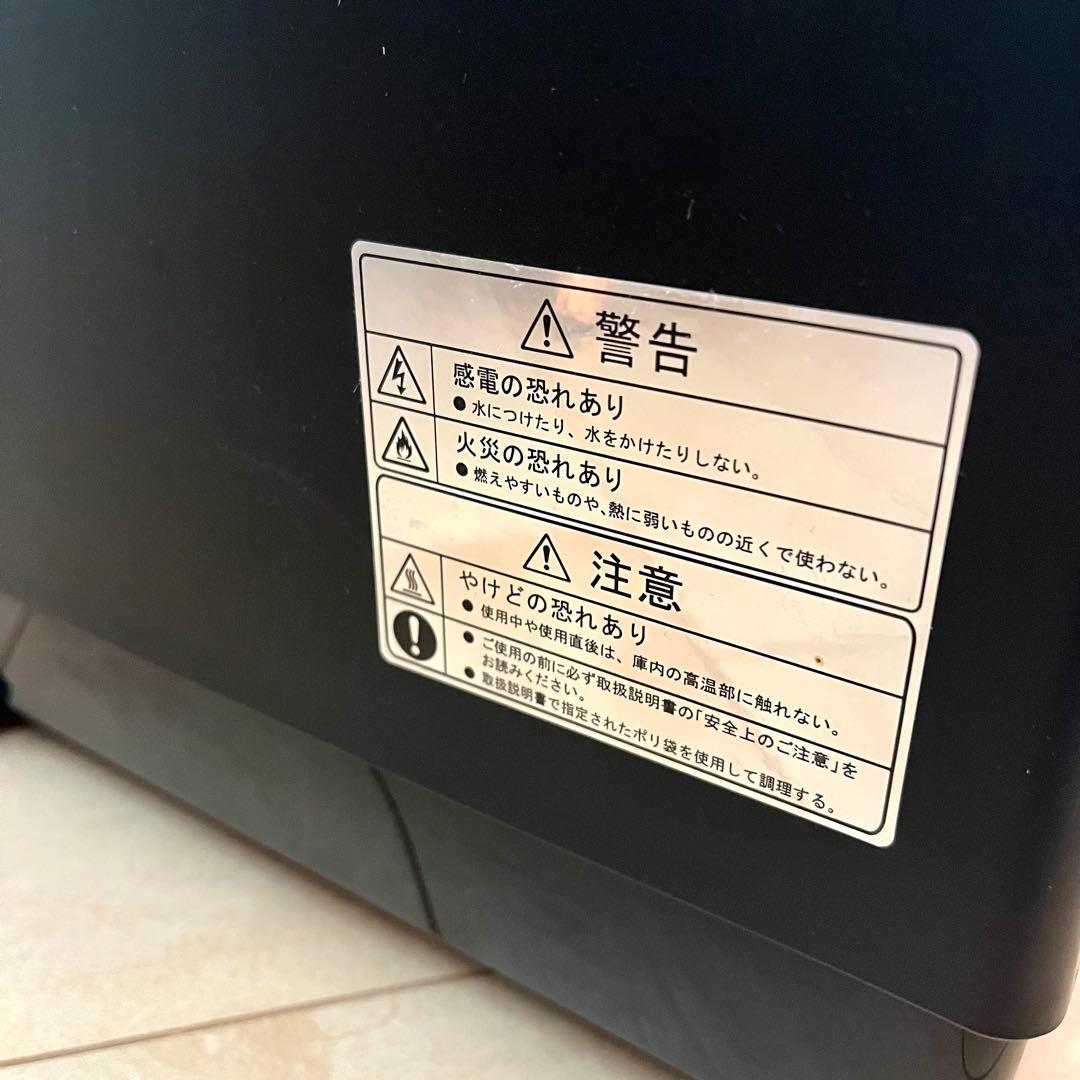 警告
感電の恐れあり
●水につけたり、水をかけたりしない。
火災の恐れあり
●燃えやすいものや、熱に弱いものの近くで使わない。
注意
やけどの恐れあり
●使用中や使用直後は、庫内の高温部に触れない。
●ご使用の前に必ず取扱説明書の「安全上のご注意」を
お読みください。
●取扱説明書で指定されたポリ袋を使用して調理する。